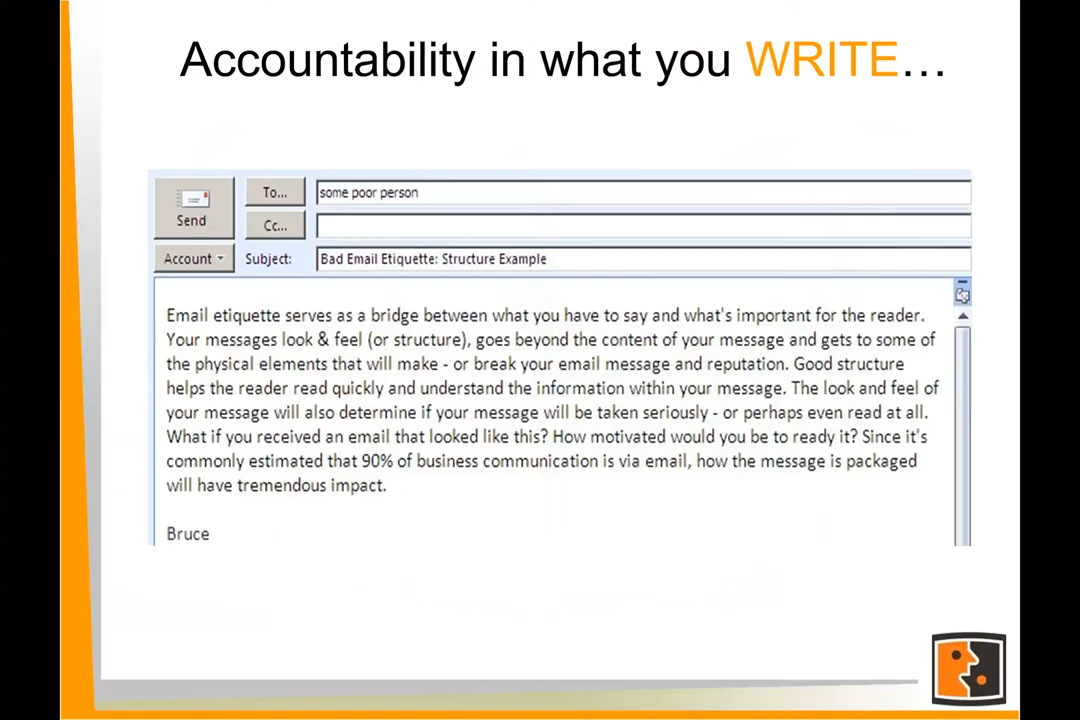 Accountability in what you WRITE…
Send
To...
some poor person
Cc...
Account
Subject:
Bad Email Etiquette: Structure Example
Email etiquette serves as a bridge between what you have to say and what's important for the reader.
Your messages look & feel (or structure), goes beyond the content of your message and gets to some of
the physical elements that will make - or break your email message and reputation. Good structure
helps the reader read quickly and understand the information within your message. The look and feel of
your message will also determine if your message will be taken seriously - or perhaps even read at all.
What if you received an email that looked like this? How motivated would you be to ready it? Since it's
commonly estimated that 90% of business communication is via email, how the message is packaged
will have tremendous impact.
Bruce